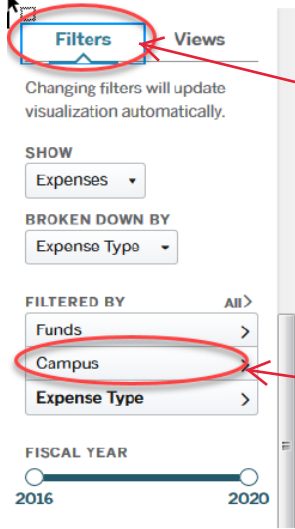 Filters Views
Changing filters will update
visualization automatically.
SHOW
Expenses
BROKEN DOWN BY
Expense Type
FILTERED BY All
Funds
Campus
Expense Type
FISCAL YEAR
2016 2020